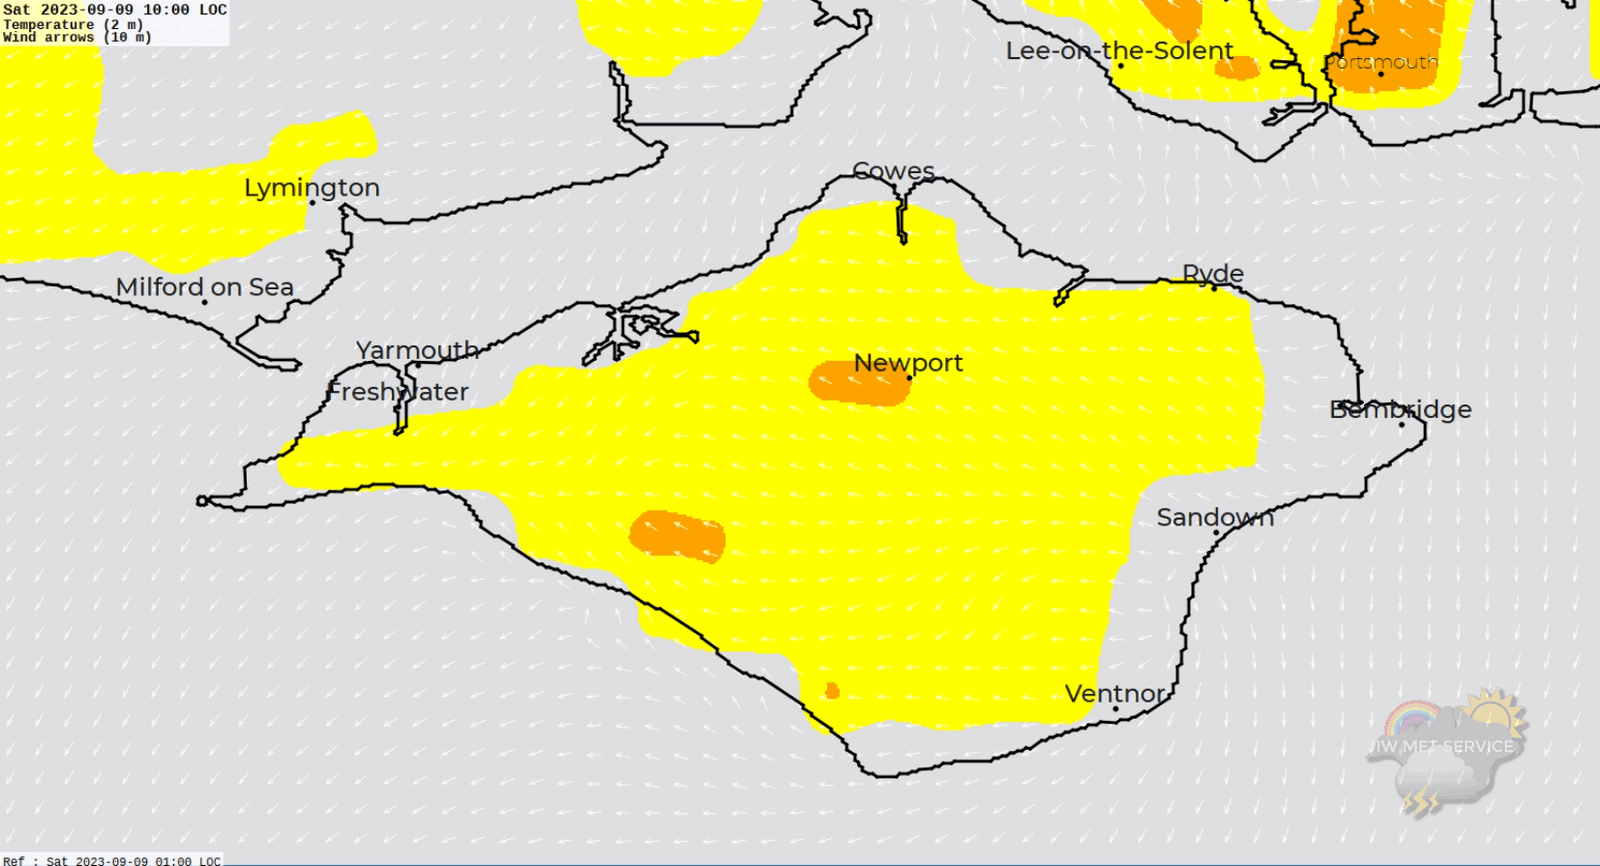 Sat 2023-09-09 10:00 LOC
Temperature (2 m)
Wind arrows (10 m)
Lee-on-the-Solent
Portsmouth
Cowes
Lymington
Ryde
Milford on Sea
Yarmouth
Newport
Freshwater
Bembridge
Sandown
Ventnor
IW MET SERVICE
Ref : Sat 2023-09-09 01:00 LOC